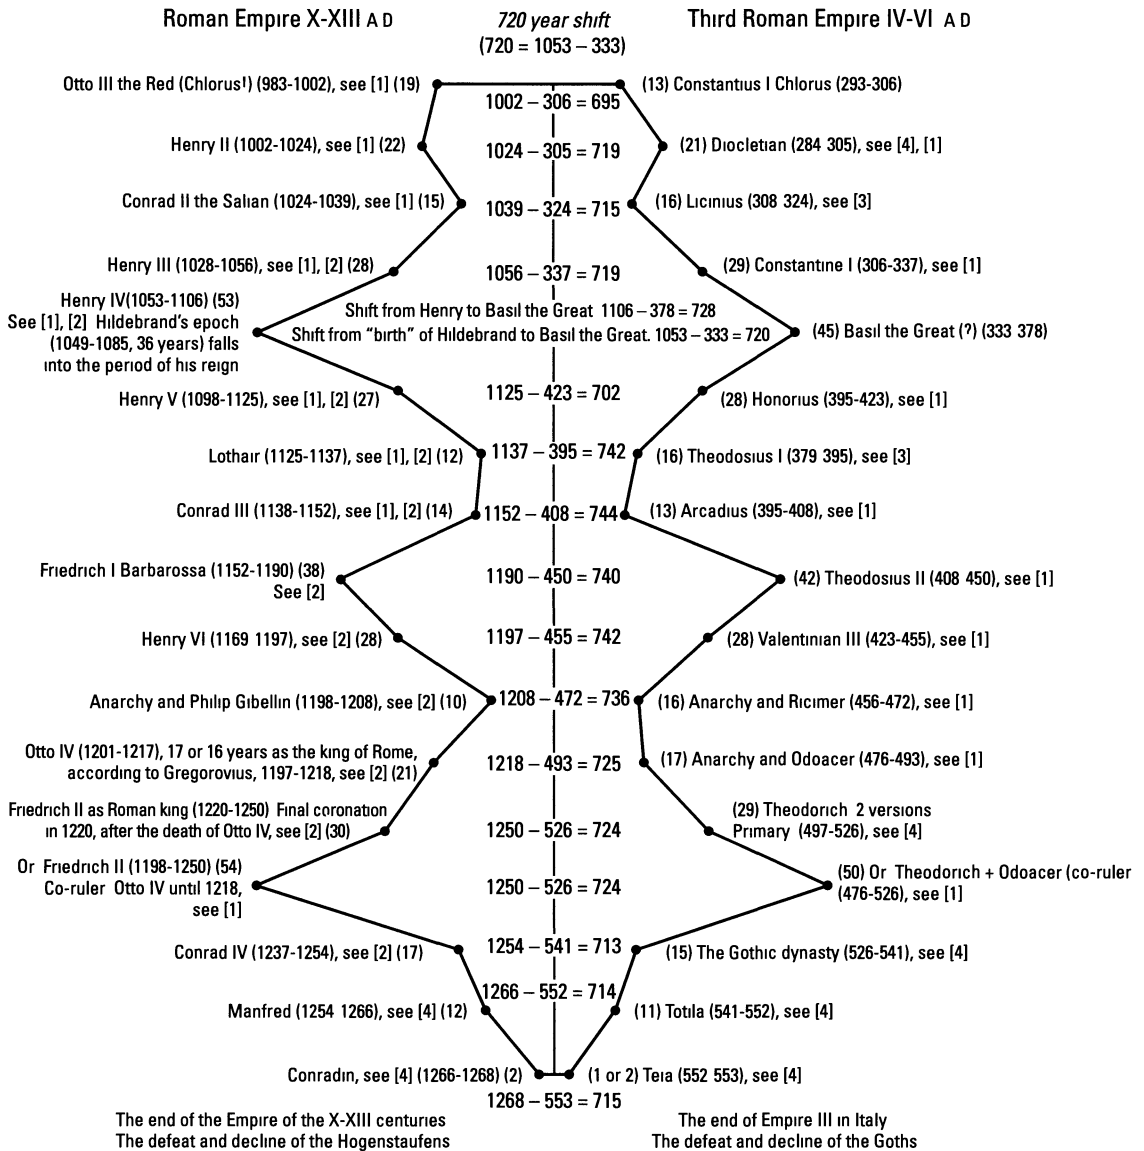 Roman Empire X-XIII A D
720 year shift
(720 = 1053 – 333)
Third Roman Empire IV-VI A D
Otto III the Red (Chlorus!) (983-1002), see [1] (19)
1002 – 306 = 695
(13) Constantius I Chlorus (293-306)
Henry II (1002-1024), see [1] (22)
1024 – 305 = 719
(21) Diocletian (284 305), see [4], [1]
Conrad II the Salian (1024-1039), see [1] (15)
1039 – 324 = 715
(16) Licinius (308 324), see [3]
Henry III (1028-1056), see [1], [2] (28)
1056 – 337 = 719
(29) Constantine I (306-337), see [1]
Henry IV(1053-1106) (53)
See [1], [2] Hildebrand's epoch
(1049-1085, 36 years) falls
into the period of his reign
Shift from Henry to Basil the Great 1106 – 378 = 728
Shift from “birth” of Hildebrand to Basil the Great. 1053 – 333 = 720
(45) Basil the Great (?) (333 378)
Henry V (1098-1125), see [1], [2] (27)
1125 – 423 = 702
(28) Honorius (395-423), see [1]
Lothair (1125-1137), see [1], [2] (12)
1137 – 395 = 742
(16) Theodosius I (379 395), see [3]
Conrad III (1138-1152), see [1], [2] (14)
1152 – 408 = 744
(13) Arcadius (395-408), see [1]
Friedrich I Barbarossa (1152-1190) (38)
See [2]
1190 – 450 = 740
(42) Theodosius II (408 450), see [1]
Henry VI (1169 1197), see [2] (28)
1197 – 455 = 742
(28) Valentinian III (423-455), see [1]
Anarchy and Philip Gibellin (1198-1208), see [2] (10)
1208 – 472 = 736
(16) Anarchy and Ricimer (456-472), see [1]
Otto IV (1201-1217), 17 or 16 years as the king of Rome,
according to Gregorovius, 1197-1218, see [2] (21)
1218 – 493 = 725
(17) Anarchy and Odoacer (476-493), see [1]
Friedrich II as Roman king (1220-1250) Final coronation
in 1220, after the death of Otto IV, see [2] (30)
1250 – 526 = 724
(29) Theodorich 2 versions
Primary (497-526), see [4]
Or Friedrich II (1198-1250) (54)
Co-ruler Otto IV until 1218,
see [1]
1250 – 526 = 724
(50) Or Theodorich + Odoacer (co-ruler
(476-526), see [1]
Conrad IV (1237-1254), see [2] (17)
1254 – 541 = 713
(15) The Gothic dynasty (526-541), see [4]
Manfred (1254 1266), see [4] (12)
1266 – 552 = 714
(11) Totila (541-552), see [4]
Conradin, see [4] (1266-1268) (2)
(1 or 2) Teia (552 553), see [4]
1268 – 553 = 715
The end of the Empire of the X-XIII centuries
The defeat and decline of the Hogenstaufens
The end of Empire III in Italy
The defeat and decline of the Goths